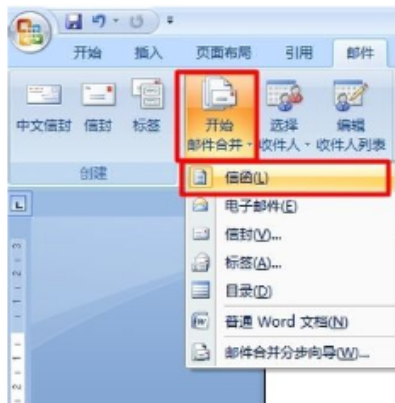 开始 插入 页面布局 引用 邮件
中文信封 信封 标签 开始 邮件合并 选择 收件人 编辑 收件人列表
创建
信函(L)
电子邮件(E)
信封(V)...
标签(A)...
目录(D)
普通 Word 文档(N)
邮件合并分步向导(W)...